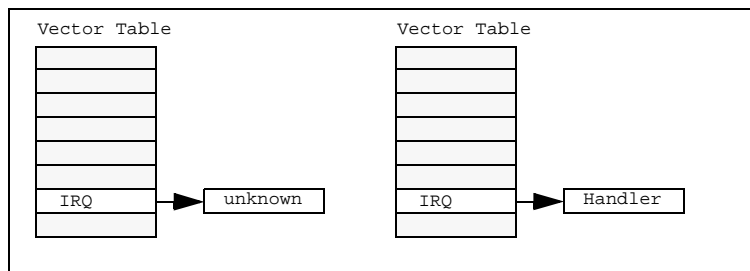 Vector Table
IRQ
unknown
Vector Table
IRQ
Handler